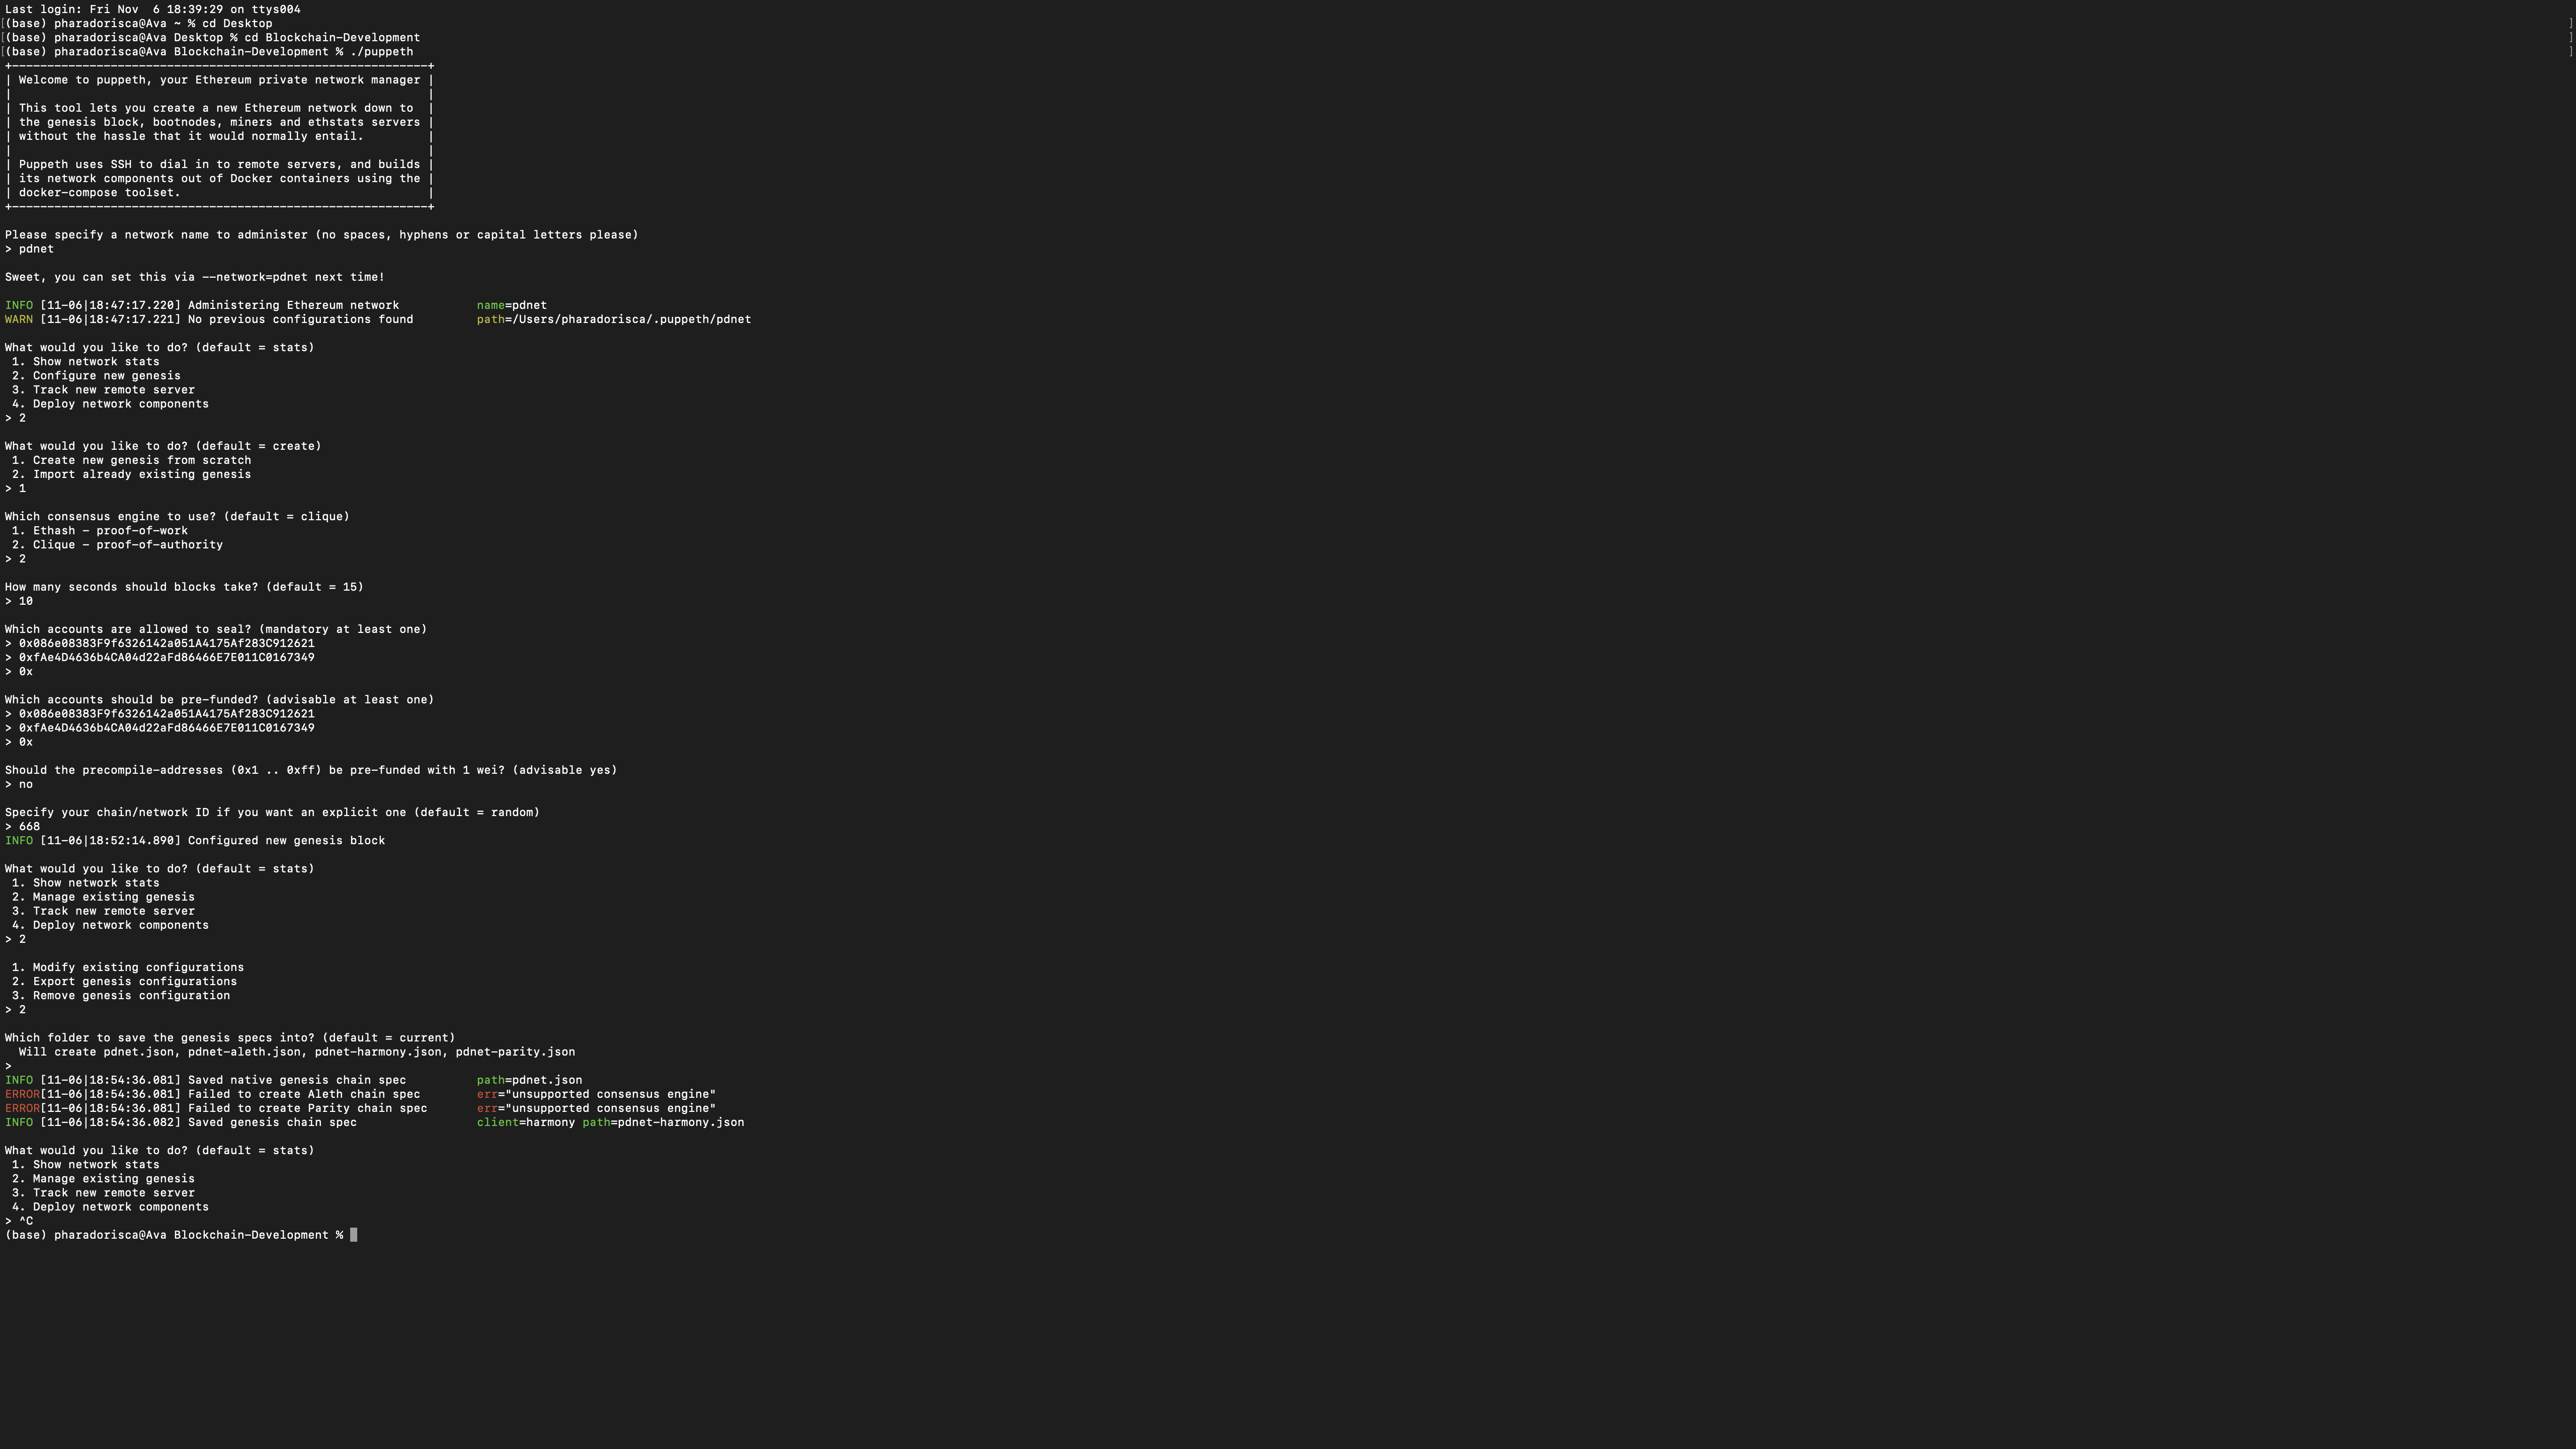 Last login: Fri Nov  6 18:39:29 on ttys004
[(base) pharadorisca@Ava ~ % cd Desktop ]
[(base) pharadorisca@Ava Desktop % cd Blockchain-Development ]
[(base) pharadorisca@Ava Blockchain-Development % ./puppeth ]
+-----------------------------------------------------------+
| Welcome to puppeth, your Ethereum private network manager |
|                                                           |
| This tool lets you create a new Ethereum network down to  |
| the genesis block, bootnodes, miners and ethstats servers |
| without the hassle that it would normally entail.         |
|                                                           |
| Puppeth uses SSH to dial in to remote servers, and builds |
| its network components out of Docker containers using the |
| docker-compose toolset.                                   |
+-----------------------------------------------------------+
Please specify a network name to administer (no spaces, hyphens or capital letters please)
> pdnet
Sweet, you can set this via --network=pdnet next time!
INFO [11-06|18:47:17.220] Administering Ethereum network           name=pdnet
WARN [11-06|18:47:17.221] No previous configurations found         path=/Users/pharadorisca/.puppeth/pdnet
What would you like to do? (default = stats)
 1. Show network stats
 2. Configure new genesis
 3. Track new remote server
 4. Deploy network components
> 2
What would you like to do? (default = create)
 1. Create new genesis from scratch
 2. Import already existing genesis
> 1
Which consensus engine to use? (default = clique)
 1. Ethash - proof-of-work
 2. Clique - proof-of-authority
> 2
How many seconds should blocks take? (default = 15)
> 10
Which accounts are allowed to seal? (mandatory at least one)
> 0x086e08383F9f6326142a051A4175Af283C912621
> 0xfAe4D4636b4CA04d22aFd86466E7E011C0167349
> 0x
Which accounts should be pre-funded? (advisable at least one)
> 0x086e08383F9f6326142a051A4175Af283C912621
> 0xfAe4D4636b4CA04d22aFd86466E7E011C0167349
> 0x
Should the precompile-addresses (0x1 .. 0xff) be pre-funded with 1 wei? (advisable yes)
> no
Specify your chain/network ID if you want an explicit one (default = random)
> 668
INFO [11-06|18:52:14.890] Configured new genesis block
What would you like to do? (default = stats)
 1. Show network stats
 2. Manage existing genesis
 3. Track new remote server
 4. Deploy network components
> 2
 1. Modify existing configurations
 2. Export genesis configurations
 3. Remove genesis configuration
> 2
Which folder to save the genesis specs into? (default = current)
  Will create pdnet.json, pdnet-aleth.json, pdnet-harmony.json, pdnet-parity.json
>
INFO [11-06|18:54:36.081] Saved native genesis chain spec          path=pdnet.json
ERROR[11-06|18:54:36.081] Failed to create Aleth chain spec        err="unsupported consensus engine"
ERROR[11-06|18:54:36.081] Failed to create Parity chain spec       err="unsupported consensus engine"
INFO [11-06|18:54:36.082] Saved genesis chain spec                 client=harmony path=pdnet-harmony.json
What would you like to do? (default = stats)
 1. Show network stats
 2. Manage existing genesis
 3. Track new remote server
 4. Deploy network components
> ^C
(base) pharadorisca@Ava Blockchain-Development %